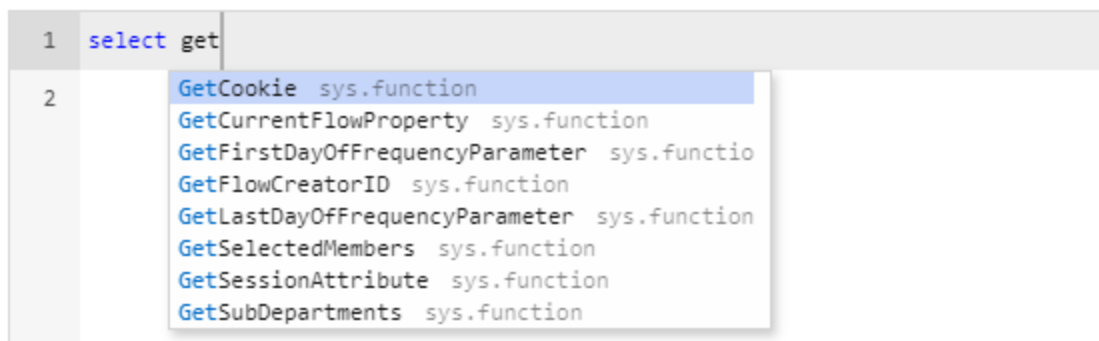 1 select get
GetCookie sys.function
2
GetCurrentFlowProperty sys.function
GetFirstDayOfFrequencyParameter sys.functio
GetFlowCreatorID sys.function
GetLastDayOfFrequencyParameter sys.function
GetSelectedMembers sys.function
GetSessionAttribute sys.function
GetSubDepartments sys.function